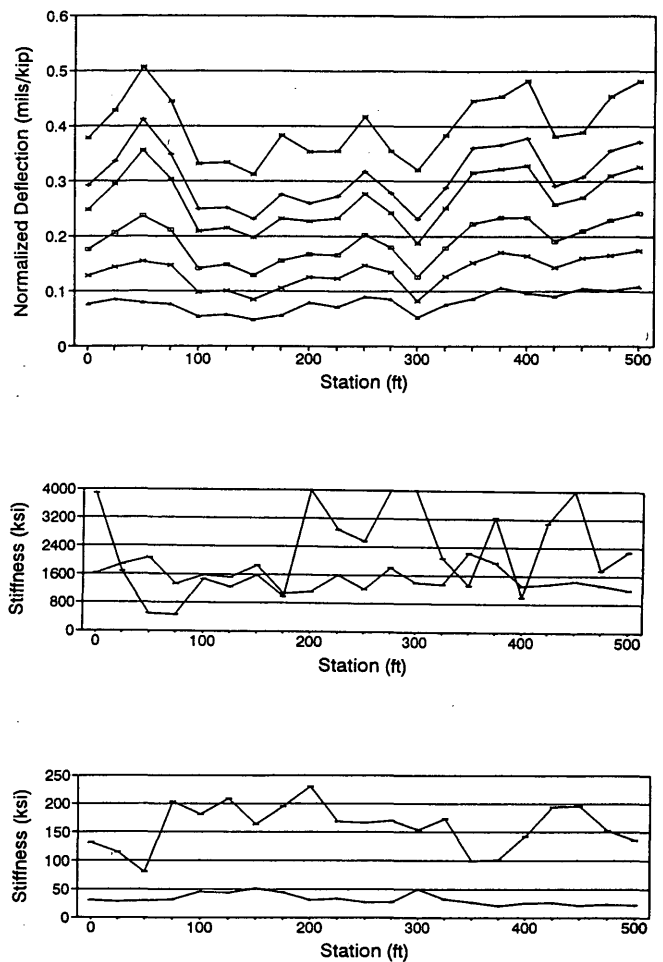 Normalized Deflection (mils/kip)
0.6
0.5
0.4
0.3
0.2
0.1
0
0 100 200 300 400 500
Station (ft)
Stiffness (ksi)
4000
3200
2400
1600
800
0
0 100 200 300 400 500
Station (ft)
Stiffness (ksi)
250
200
150
100
50
0
0 100 200 300 400 500
Station (ft)